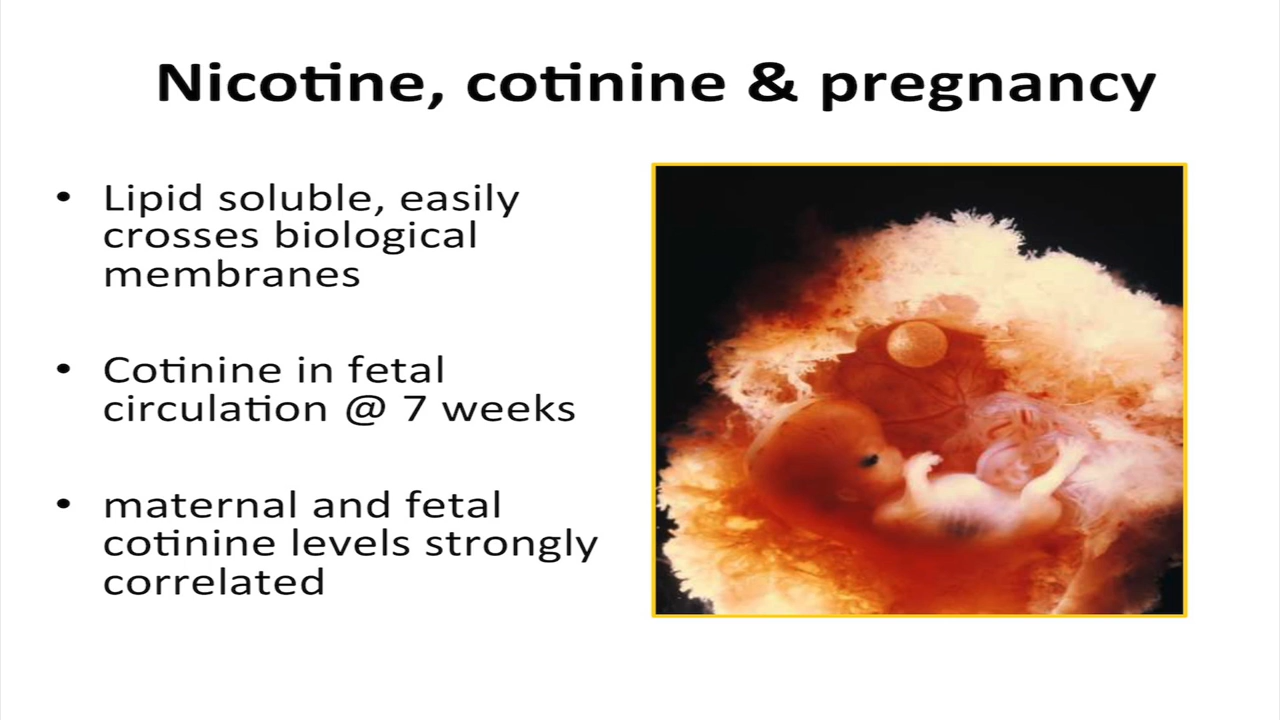 Nicotine, cotinine & pregnancy
• Lipid soluble, easily
crosses biological
membranes
• Cotinine in fetal
circulation @ 7 weeks
• maternal and fetal
cotinine levels strongly
correlated